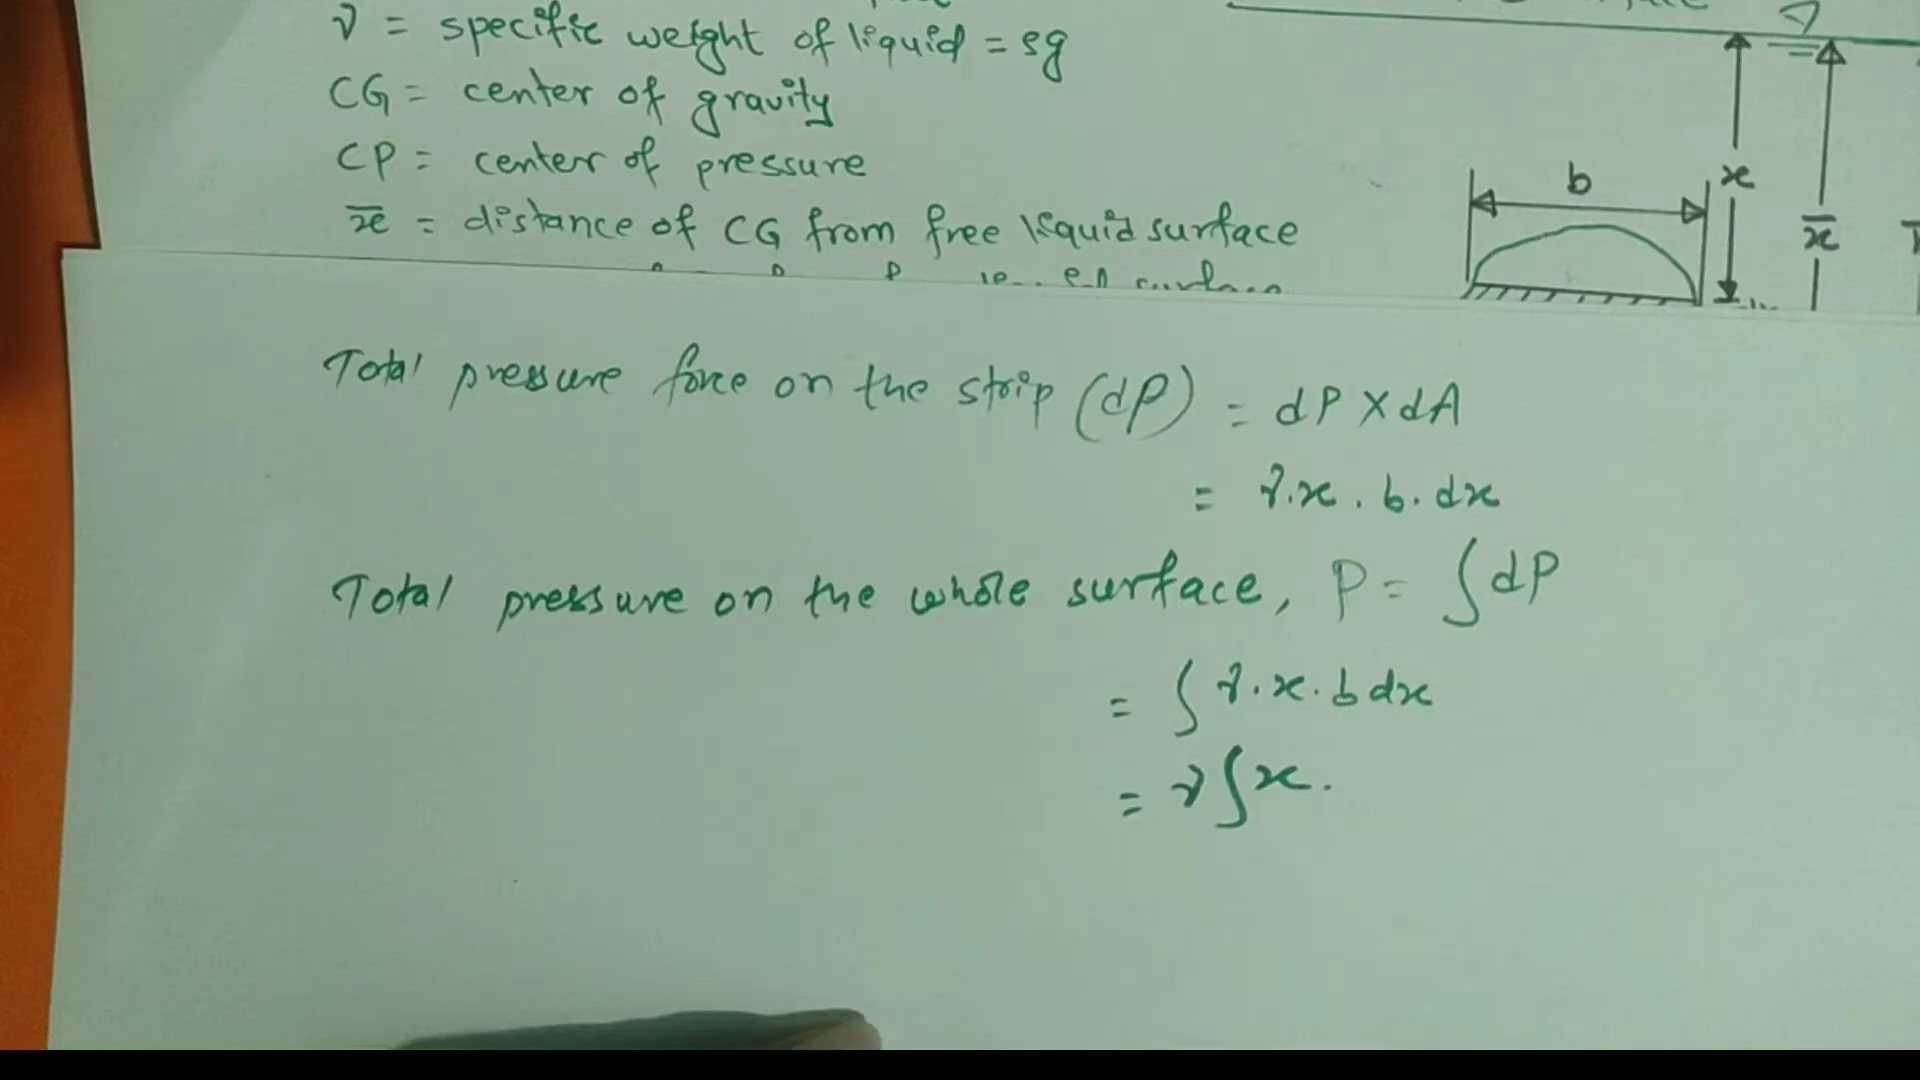 γ = specific weight of liquid = ρg
CG = center of gravity
CP = center of pressure
x̅ = distance of CG from free liquid surface
b
x
x̅
Total pressure force on the strip (dP) = dP X dA
= γ.x . b. dx
Total pressure on the whole surface, P = ∫ dP
= ∫ γ.x. b dx
= γ ∫ x.